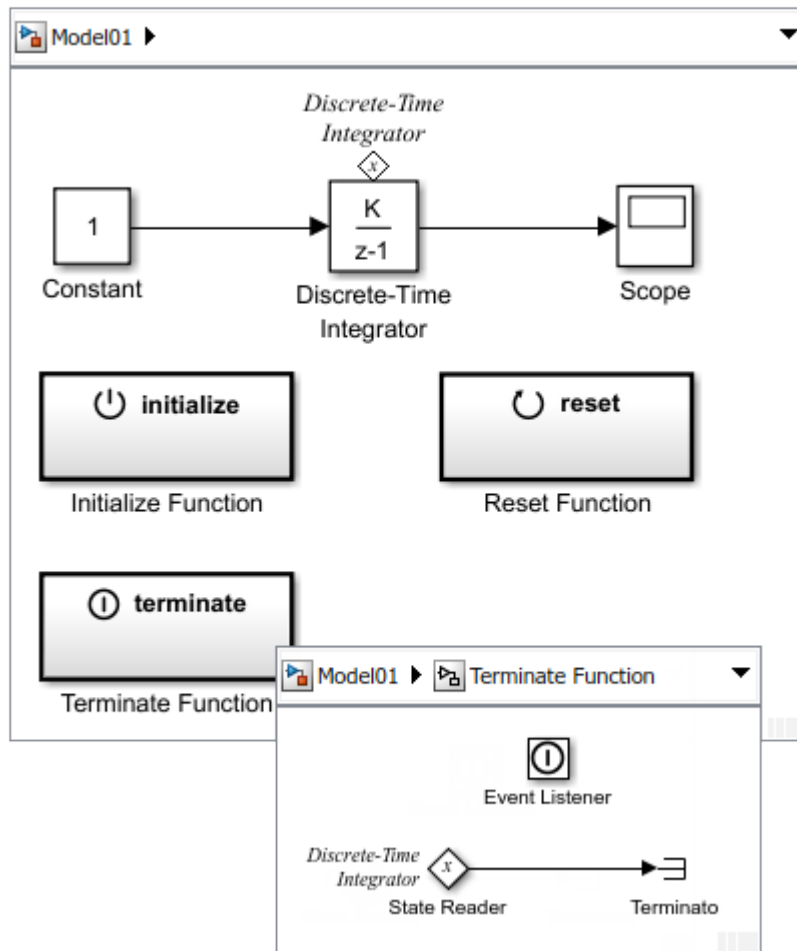 Model01
Discrete-Time
Integrator
x
1
K
z-1
Constant
Discrete-Time
Integrator
Scope
initialize
reset
Initialize Function
Reset Function
terminate
Terminate Function
Model01 Terminate Function
Event Listener
Discrete-Time
Integrator
x
State Reader
Terminato